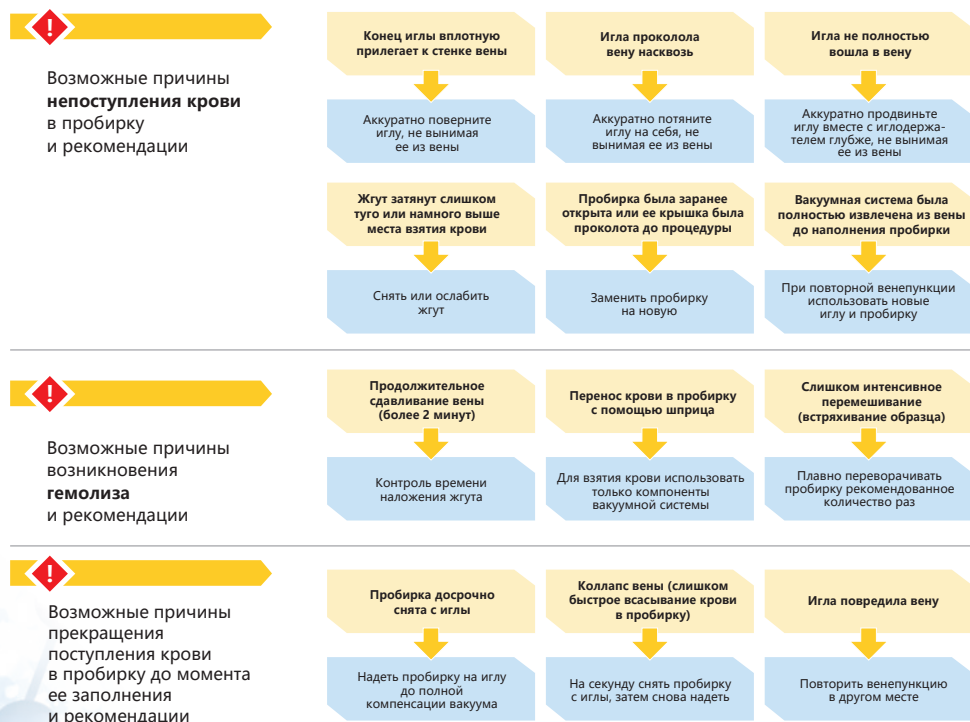 !
Возможные причины
непоступления крови
в пробирку
и рекомендации
Конец иглы вплотную
прилегает к стенке вены
Аккуратно поверните
иглу, не вынимая
ее из вены
Игла проколола
вену насквозь
Аккуратно потяните
иглу на себя, не
вынимая ее из вены
Игла не полностью
вошла в вену
Аккуратно продвиньте
иглу вместе с иглодержа-
телем глубже, не вынимая
ее из вены
Жгут затянут слишком
туго или намного выше
места взятия крови
Снять или ослабить
жгут
Пробирка была заранее
открыта или ее крышка была
проколота до процедуры
Заменить пробирку
на новую
Вакуумная система была
полностью извлечена из вены
до наполнения пробирки
При повторной венепункции
использовать новые
иглу и пробирку
!
Возможные причины
возникновения
гемолиза
и рекомендации
Продолжительное
сдавливание вены
(более 2 минут)
Контроль времени
наложения жгута
Перенос крови в пробирку
с помощью шприца
Для взятия крови использовать
только компоненты
вакуумной системы
Слишком интенсивное
перемешивание
(встряхивание образца)
Плавно переворачивать
пробирку рекомендованное
количество раз
!
Возможные причины
прекращения
поступления крови
в пробирку до момента
ее заполнения
и рекомендации
Пробирка досрочно
снята с иглы
Надеть пробирку на иглу
до полной
компенсации вакуума
Коллапс вены (слишком
быстрое всасывание крови
в пробирку)
На секунду снять пробирку
с иглы, затем снова надеть
Игла повредила вену
Повторить венепункцию
в другом месте